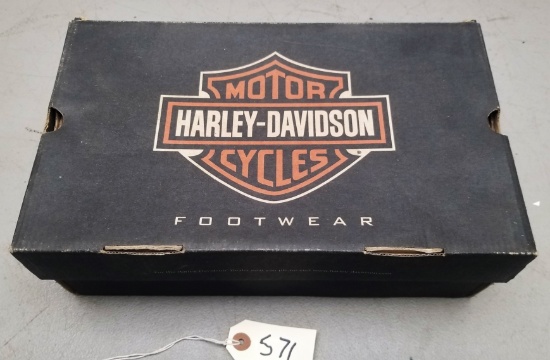 MOTOR
HARLEY-DAVIDSON
CYCLES
FOOTWEAR
571